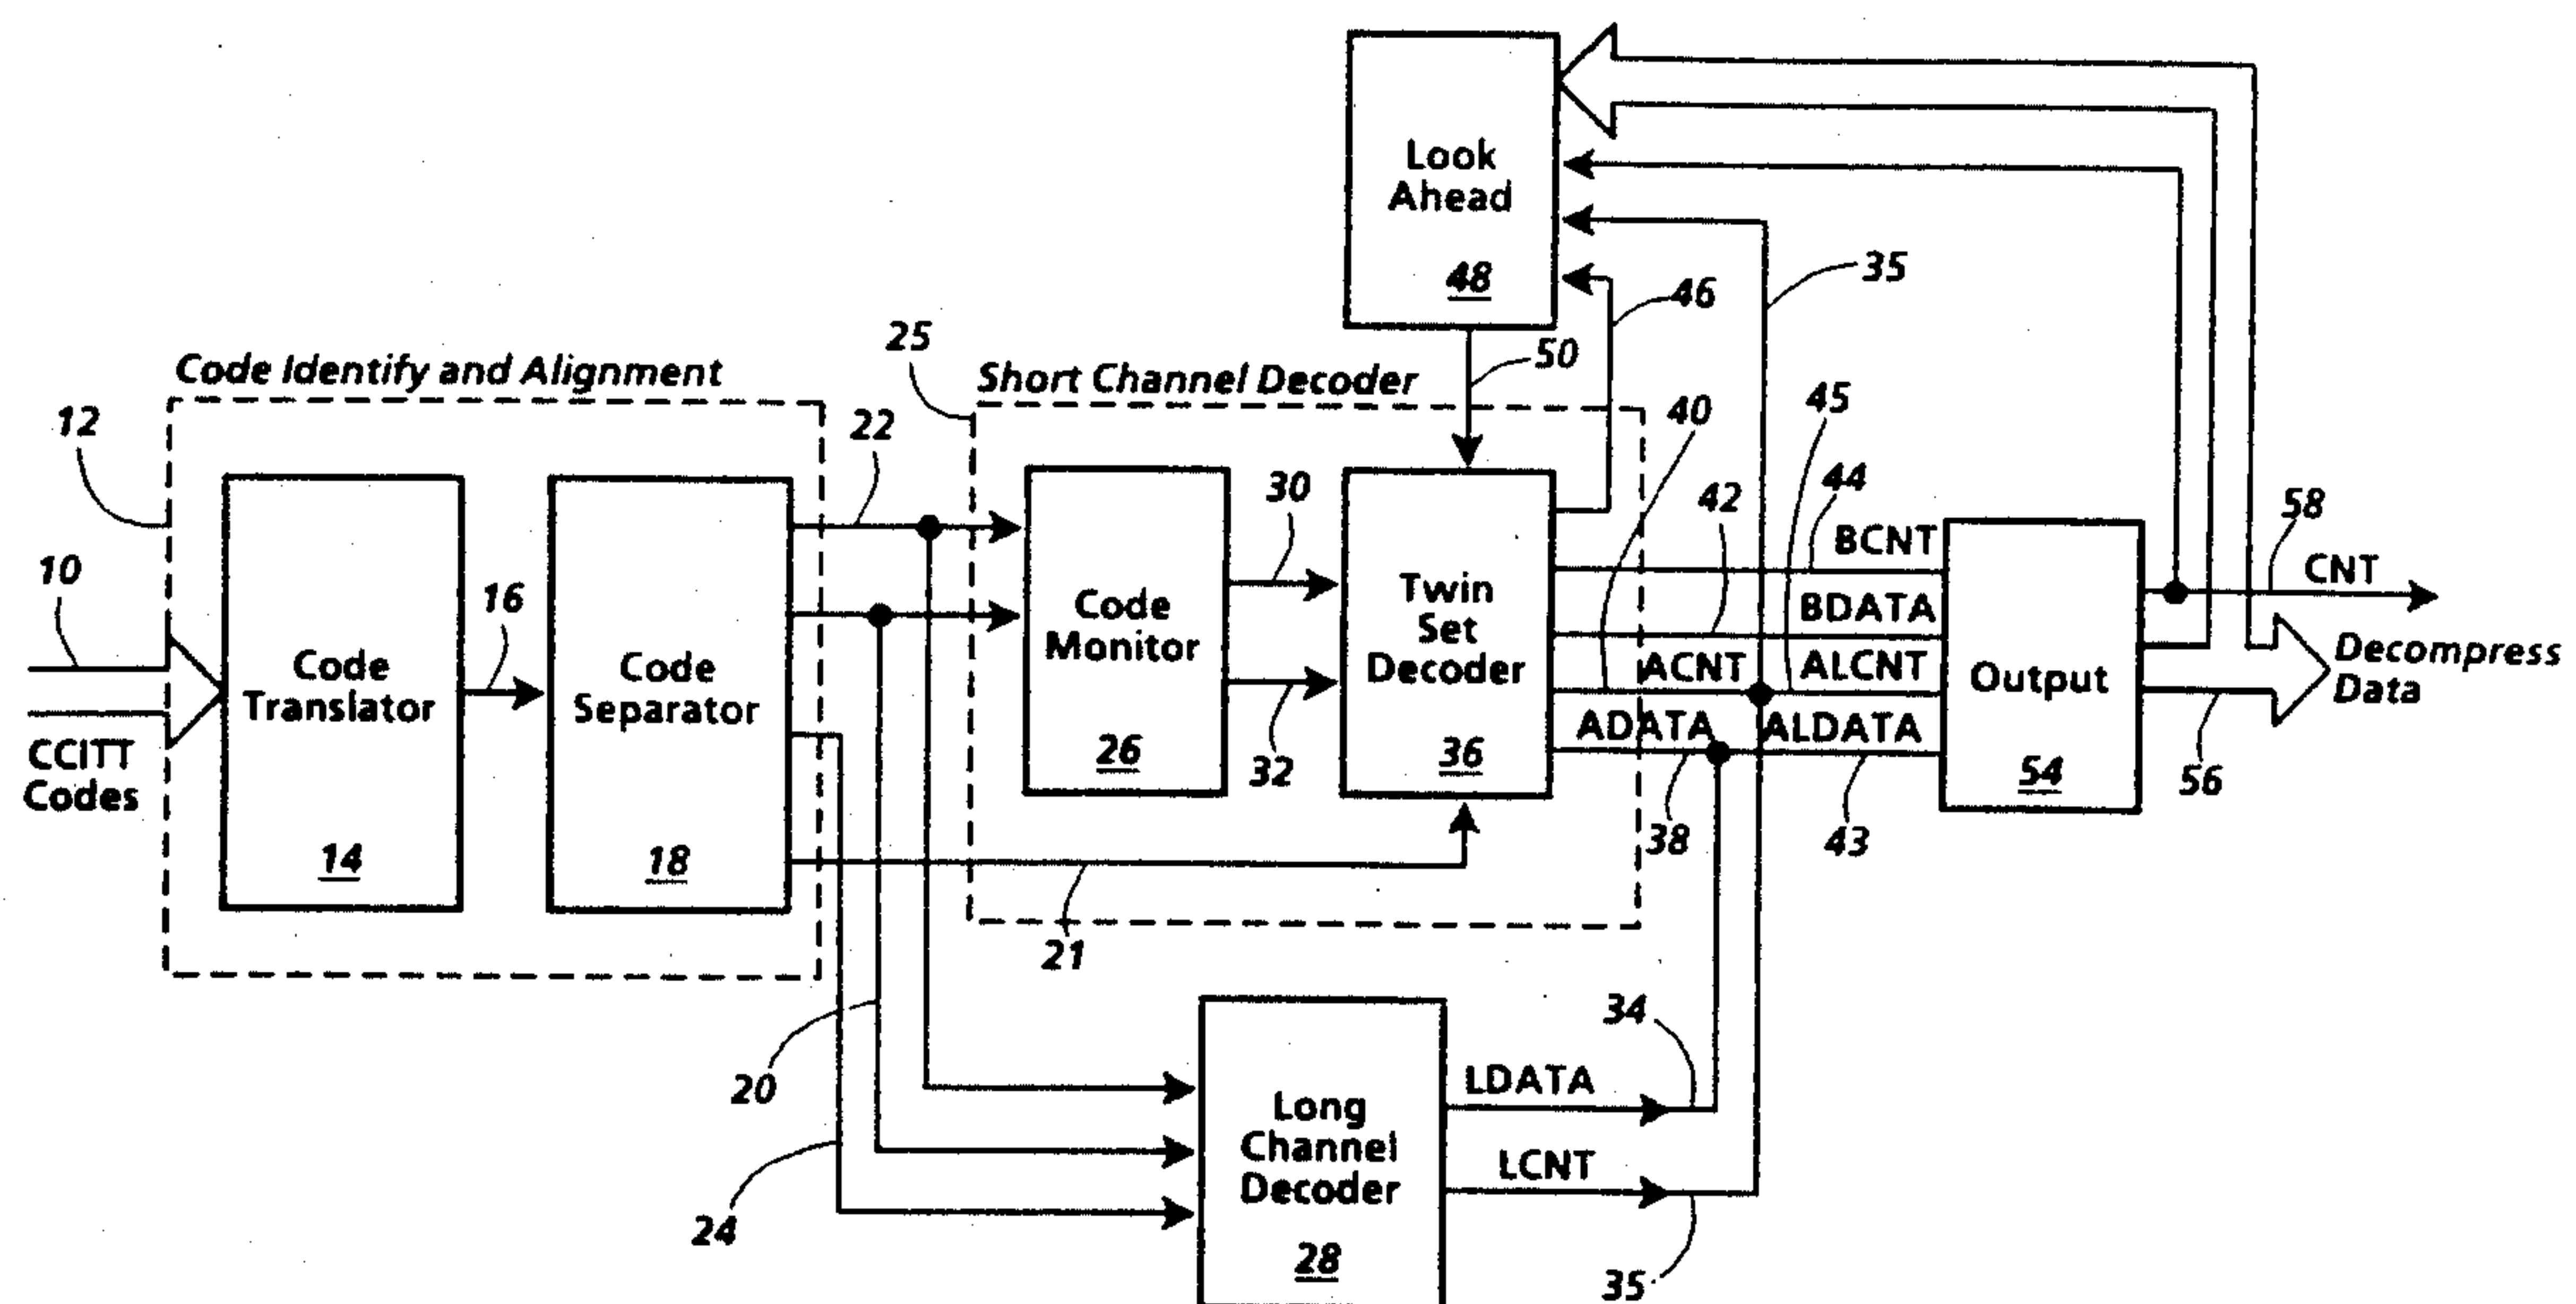 Look
Ahead
48
35
46
50
25
Code Identify and Alignment
Short Channel Decoder
12
22
40
45
10
16
30
42
44
58
BCNT
CNT
BDATA
Decompress
Data
ACNT
ALCNT
ADATA
ALDATA
CCITT
Codes
Code
Translator
14
Code
Separator
18
Code
Monitor
26
32
Twin
Set
Decoder
36
Output
54
56
38
43
21
20
24
34
LDATA
Long
Channel
Decoder
28
LCNT
35